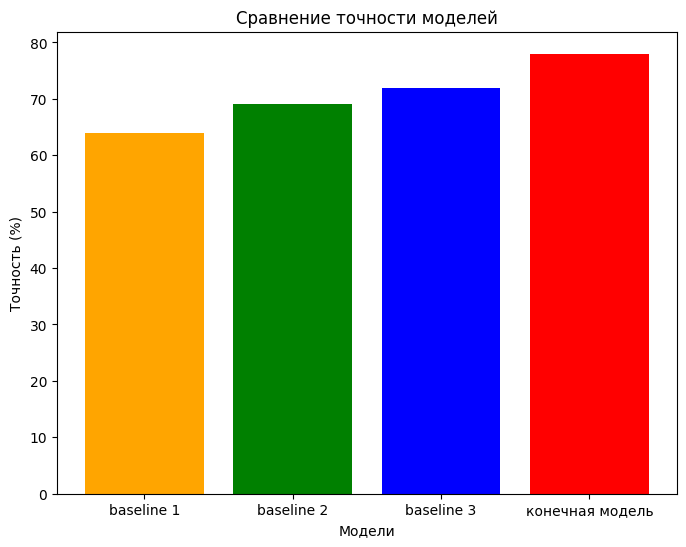 Сравнение точности моделей
Точность (%)
80
70
60
50
40
30
20
10
0
baseline 1
baseline 2
baseline 3
конечная модель
Модели